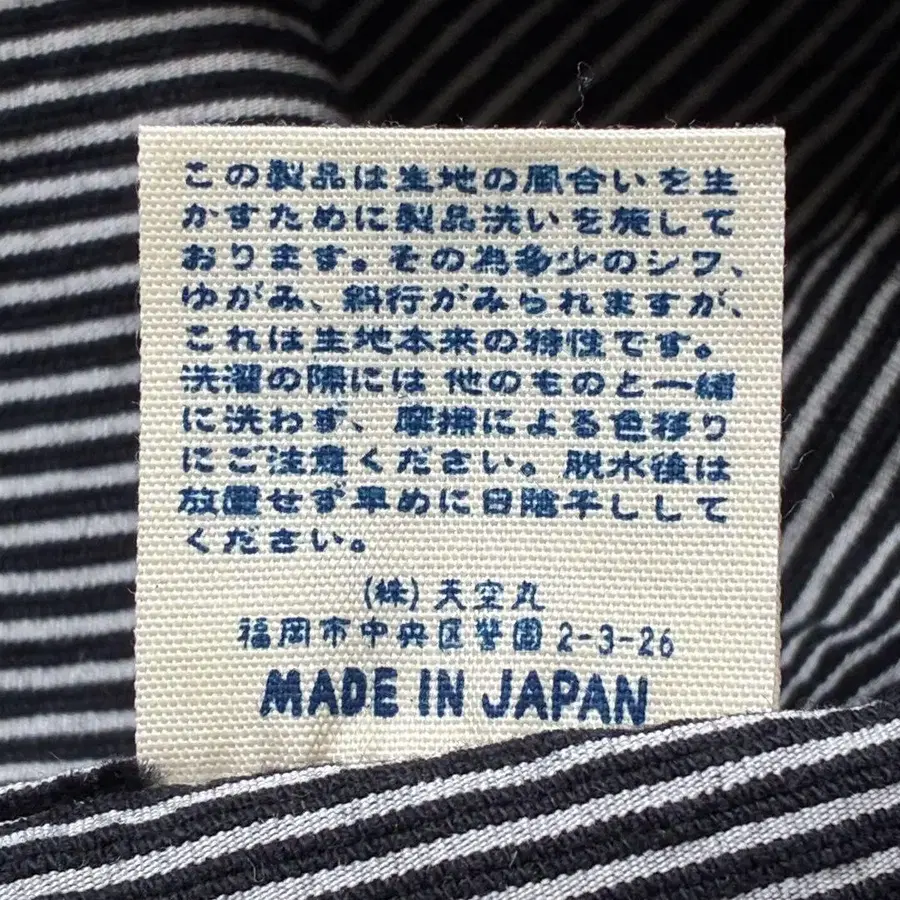 この製品は生地の風合いを生
かすために製品洗いを施して
おります。その為多少のシワ、
ゆがみ、斜行がみられますが、
これは生地本来の特性です。
洗濯の際には 他のものと一緒
に洗わず、摩擦による色移り
にご注意ください。脱水後は
放置せず早めに日陰干しして
ください。
(株)天空丸
福岡市中央区警固 2-3-26
MADE IN JAPAN